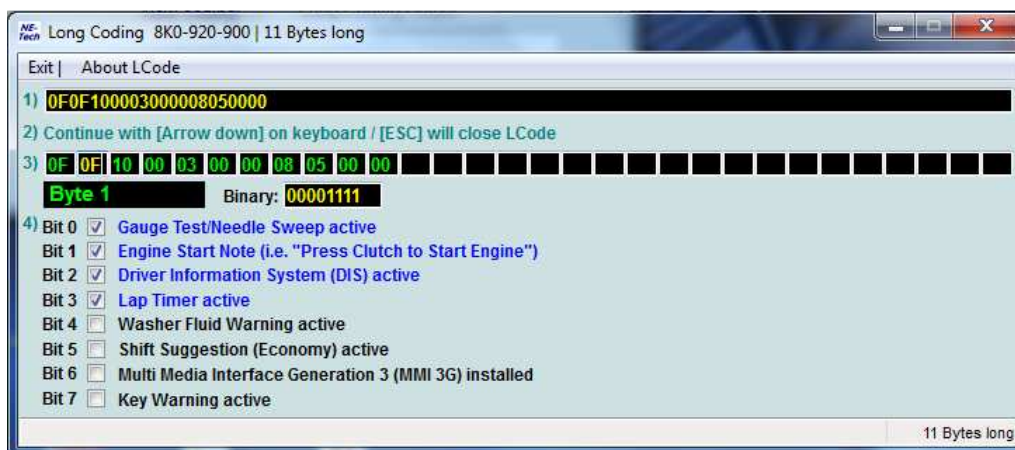 NE-Tech Long Coding 8K0-920-900 | 11 Bytes long
Exit | About LCode
1) 0F0F100003000008050000
2) Continue with [Arrow down] on keyboard / [ESC] will close LCode
3) 0F 0F 10 00 03 00 00 08 05 00 00
Byte 1 Binary: 00001111
4) Bit 0 Gauge Test/Needle Sweep active
Bit 1 Engine Start Note (i.e. "Press Clutch to Start Engine")
Bit 2 Driver Information System (DIS) active
Bit 3 Lap Timer active
Bit 4 Washer Fluid Warning active
Bit 5 Shift Suggestion (Economy) active
Bit 6 Multi Media Interface Generation 3 (MMI 3G) installed
Bit 7 Key Warning active
11 Bytes long